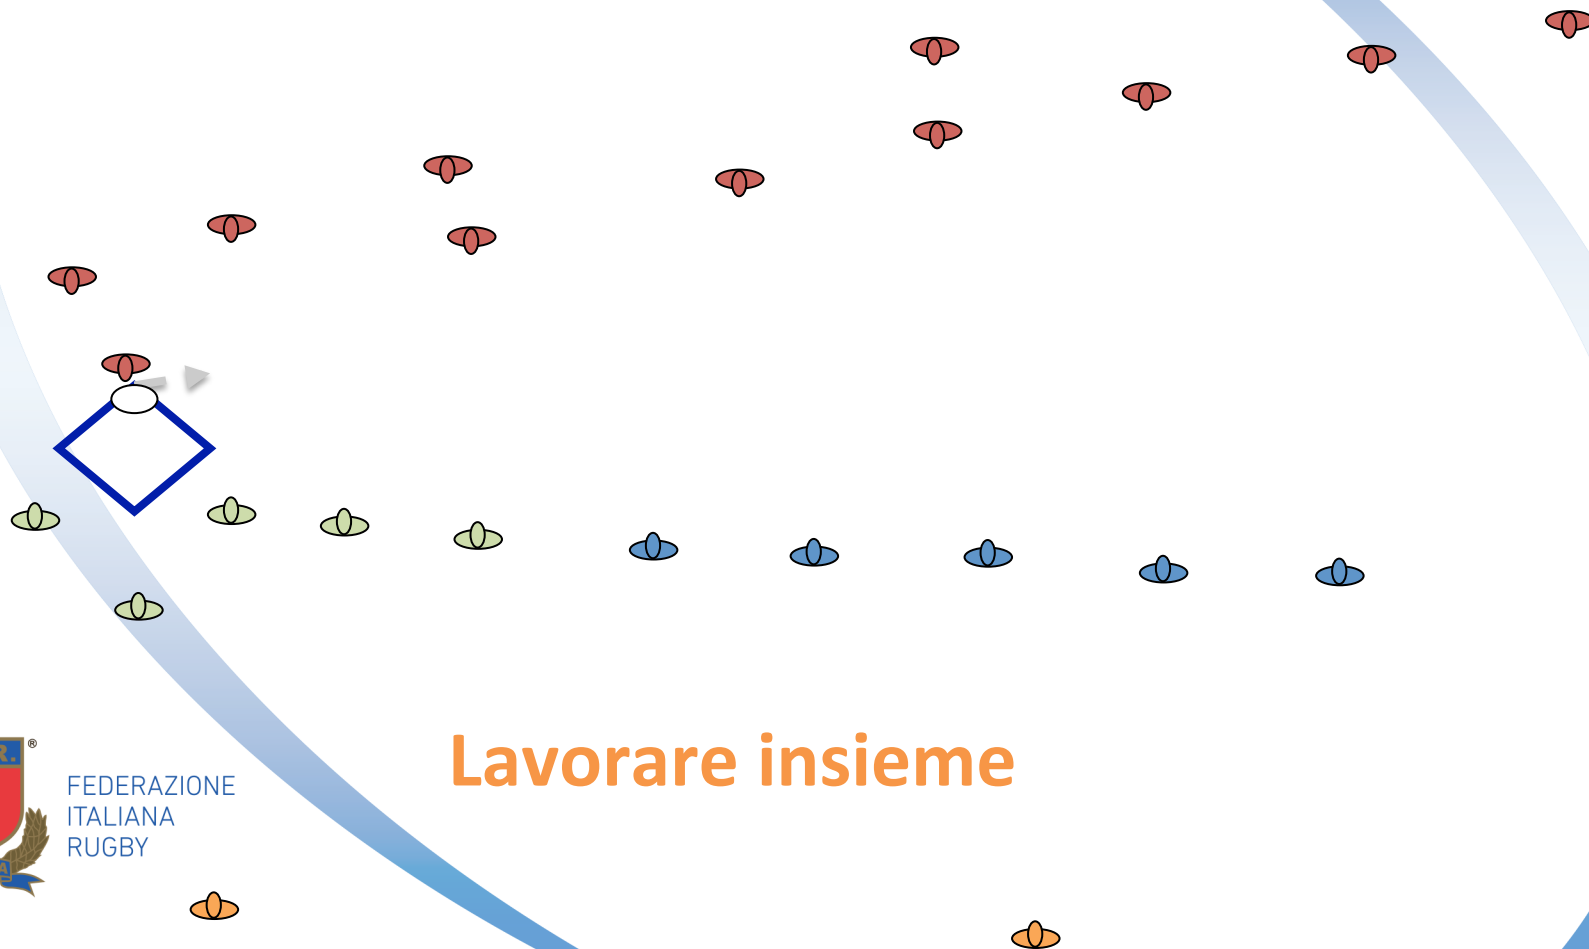 Lavorare insieme
R.®
FEDERAZIONE
ITALIANA
RUGBY
A